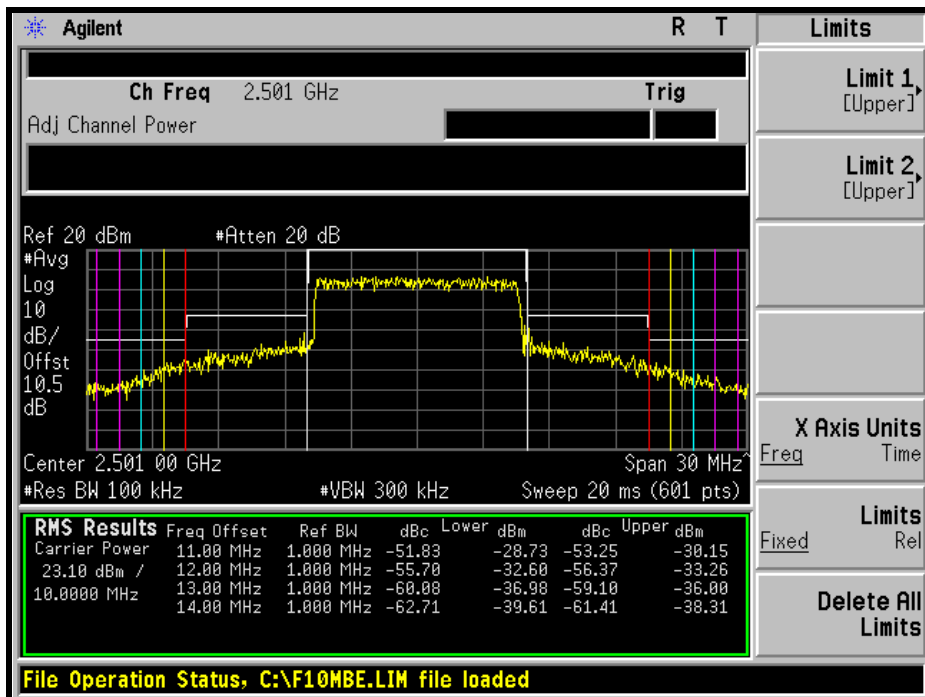 Agilent R T Limits
Ch Freq 2.501 GHz Trig
Adj Channel Power
Limit 1
[Upper]
Limit 2
[Upper]
Ref 20 dBm #Atten 20 dB
#Avg
Log
10
dB/
Offst
10.5
dB
Center 2.501 00 GHz Span 30 MHz^
#Res BW 100 kHz #VBW 300 kHz Sweep 20 ms (601 pts)
X Axis Units
Freq Time
Limits
Fixed Rel
Delete All
Limits
RMS Results Freq Offset Ref BW dBc Lower dBm dBc Upper dBm
Carrier Power 11.00 MHz 1.000 MHz -51.83 -28.73 -53.25 -30.15
23.10 dBm / 12.00 MHz 1.000 MHz -55.70 -32.60 -56.37 -33.26
10.0000 MHz 13.00 MHz 1.000 MHz -60.08 -36.98 -59.10 -36.00
14.00 MHz 1.000 MHz -62.71 -39.61 -61.41 -38.31
File Operation Status, C:\F10MBE.LIM file loaded